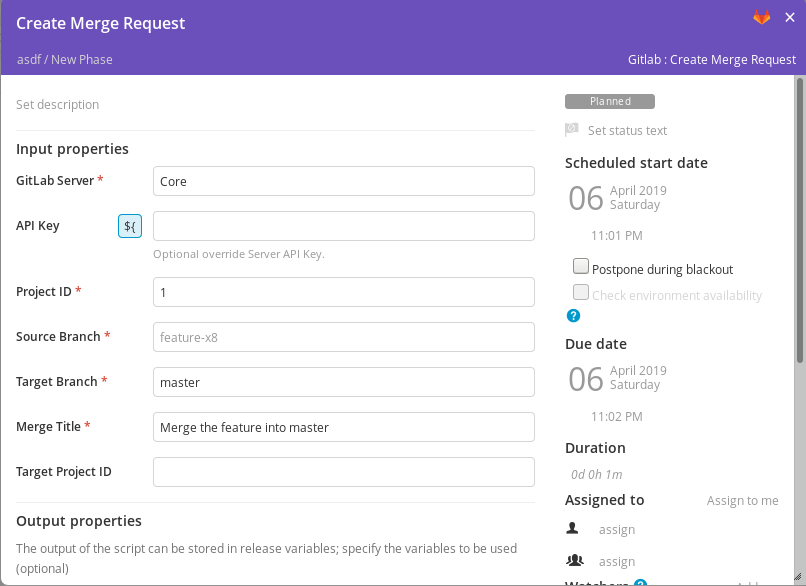 Create Merge Request
asdf / New Phase
Gitlab : Create Merge Request
Set description
Input properties
GitLab Server *
Core
API Key
${
Optional override Server API Key.
Project ID *
1
Source Branch *
feature-x8
Target Branch *
master
Merge Title *
Merge the feature into master
Target Project ID
Output properties
The output of the script can be stored in release variables; specify the variables to be used
(optional)
Planned
Set status text
Scheduled start date
06
April 2019
Saturday
11:01 PM
Postpone during blackout
Check environment availability
?
Due date
06
April 2019
Saturday
11:02 PM
Duration
0d 0h 1m
Assigned to
Assign to me
assign
assign